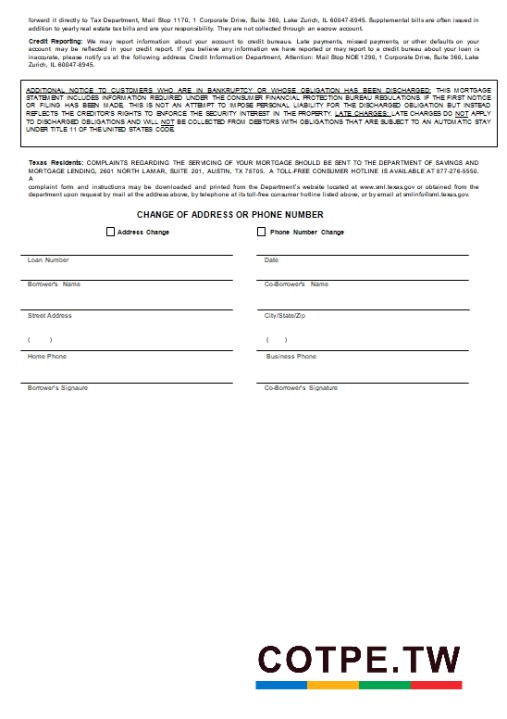 forward it directly to Tax Department, Mail Stop 1170, 1 Corporate Drive, Suite 360, Lake Zurich, IL 60047-8945. Supplemental bills are often issued in
addition to yearly real estate tax bills and are your responsibility. They are not collected through an escrow account.
Credit Reporting: We may report information about your account to credit bureaus. Late payments, missed payments, or other defaults on your
account may be reflected in your credit report. If you believe any information we have reported or may report to a credit bureau about your loan is
inaccurate, please notify us at the following address: Credit Information Department, Attention: Mail Stop NOE 1290, 1 Corporate Drive, Suite 360, Lake
Zurich, IL 60047-8945.
ADDITIONAL NOTICE TO CUSTOMERS WHO ARE IN BANKRUPTCY OR WHOSE OBLIGATION HAS BEEN DISCHARGED: THIS MORTGAGE
STATEMENT INCLUDES INFORMATION REQUIRED UNDER THE CONSUMER FINANCIAL PROTECTION BUREAU REGULATIONS. IF THE FIRST NOTICE
OR FILING HAS BEEN MADE, THIS IS NOT AN ATTEMPT TO IMPOSE PERSONAL LIABILITY FOR THE DISCHARGED OBLIGATION BUT INSTEAD
REFLECTS THE CREDITOR'S RIGHTS TO ENFORCE THE SECURITY INTEREST IN THE PROPERTY. LATE CHARGES: LATE CHARGES DO NOT APPLY
TO DISCHARGED OBLIGATIONS AND WILL NOT BE COLLECTED FROM DEBTORS WITH OBLIGATIONS THAT ARE SUBJECT TO AN AUTOMATIC STAY
UNDER TITLE 11 OF THE UNITED STATES CODE.
Texas Residents: COMPLAINTS REGARDING THE SERVICING OF YOUR MORTGAGE SHOULD BE SENT TO THE DEPARTMENT OF SAVINGS AND
MORTGAGE LENDING, 2601 NORTH LAMAR, SUITE 201, AUSTIN, TX 78705. A TOLL-FREE CONSUMER HOTLINE IS AVAILABLE AT 877-276-5550.
A
complaint form and instructions may be downloaded and printed from the Department's website located at www.sml.texas.gov or obtained from the
department upon request by mail at the address above, by telephone at its toll-free consumer hotline listed above, or by email at smlinfo@sml.texas.gov.
CHANGE OF ADDRESS OR PHONE NUMBER
Address Change Phone Number Change
Loan Number Date
Borrower's Name Co-Borrower's Name
Street Address City/State/Zip
( ) ( )
Home Phone Business Phone
Borrower's Signaure Co-Borrower's Signature
COTPE.TW